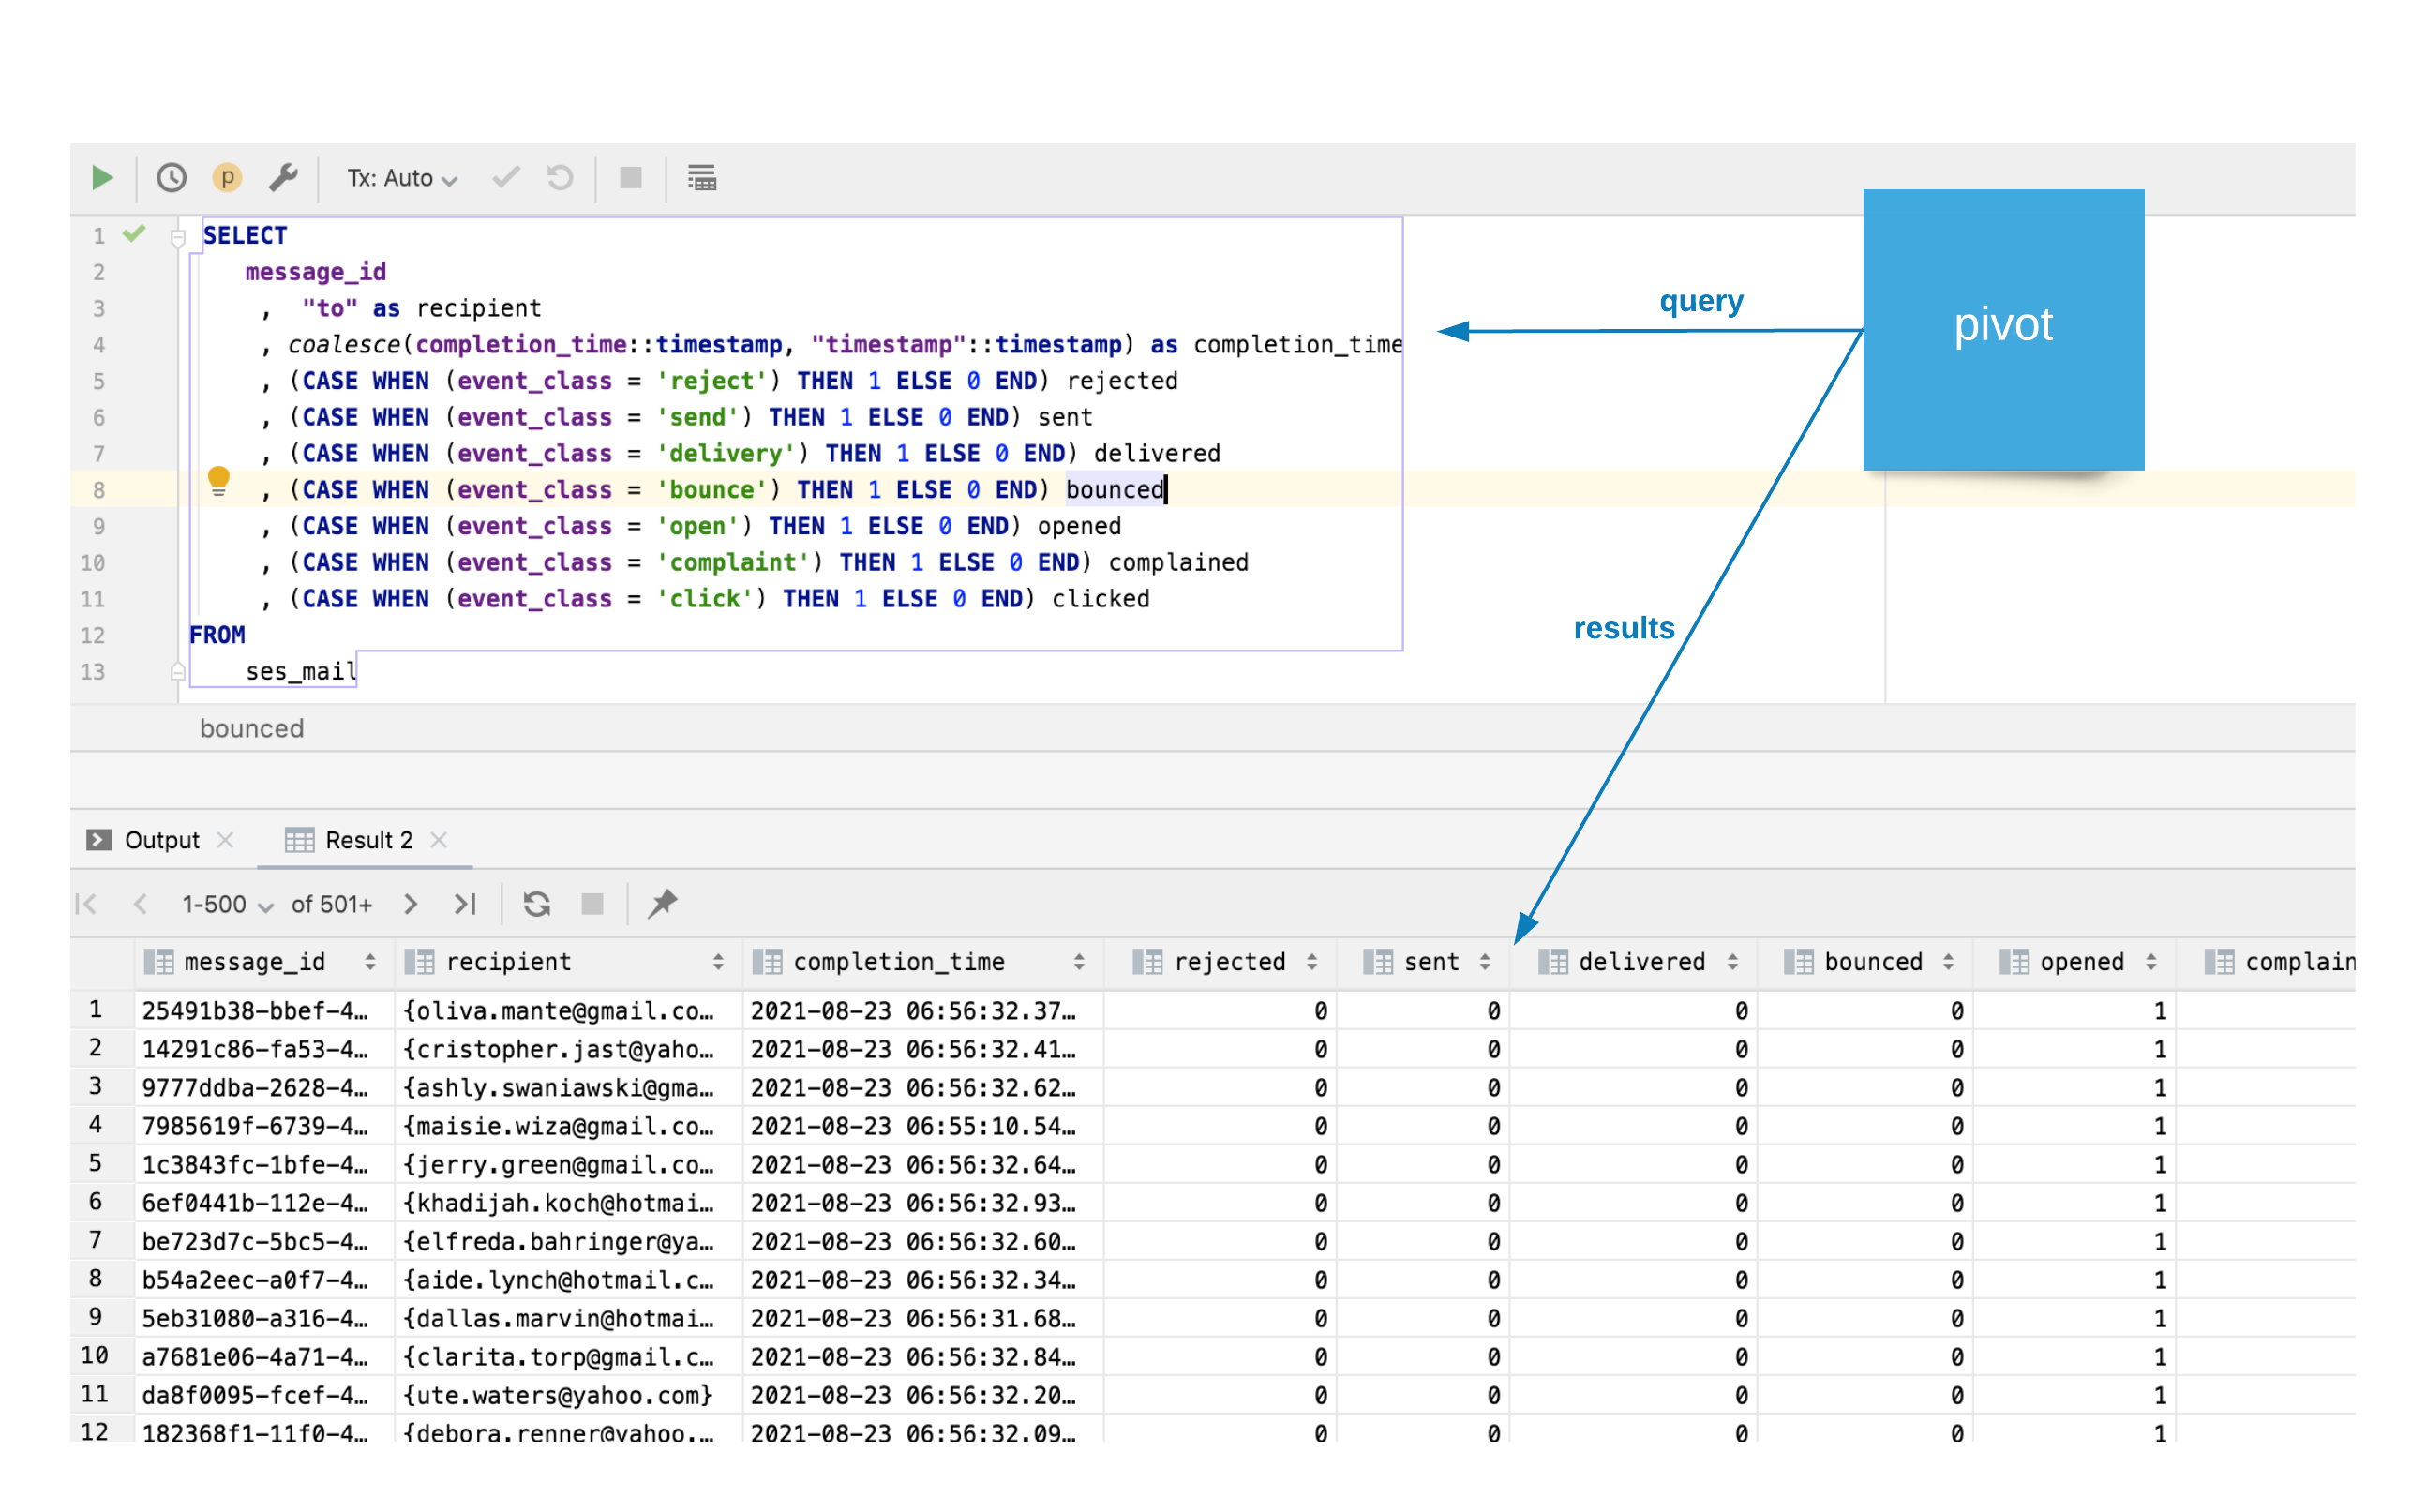 p Tx: Auto
1 SELECT
2 message_id
3 , "to" as recipient
4 , coalesce(completion_time::timestamp, "timestamp"::timestamp) as completion_time
5 , (CASE WHEN (event_class = 'reject') THEN 1 ELSE 0 END) rejected
6 , (CASE WHEN (event_class = 'send') THEN 1 ELSE 0 END) sent
7 , (CASE WHEN (event_class = 'delivery') THEN 1 ELSE 0 END) delivered
8 , (CASE WHEN (event_class = 'bounce') THEN 1 ELSE 0 END) bounced
9 , (CASE WHEN (event_class = 'open') THEN 1 ELSE 0 END) opened
10 , (CASE WHEN (event_class = 'complaint') THEN 1 ELSE 0 END) complained
11 , (CASE WHEN (event_class = 'click') THEN 1 ELSE 0 END) clicked
12 FROM
13 ses_mail
query
pivot
results
bounced
Output Result 2
1-500 of 501+
message_id recipient completion_time rejected sent delivered bounced opened complain
1 25491b38-bbef-4… {oliva.mante@gmail.co… 2021-08-23 06:56:32.37… 0 0 0 0 1
2 14291c86-fa53-4… {cristopher.jast@yaho… 2021-08-23 06:56:32.41… 0 0 0 0 1
3 9777ddba-2628-4… {ashly.swaniawski@gma… 2021-08-23 06:56:32.62… 0 0 0 0 1
4 7985619f-6739-4… {maisie.wiza@gmail.co… 2021-08-23 06:55:10.54… 0 0 0 0 1
5 1c3843fc-1bfe-4… {jerry.green@gmail.co… 2021-08-23 06:56:32.64… 0 0 0 0 1
6 6ef0441b-112e-4… {khadijah.koch@hotmai… 2021-08-23 06:56:32.93… 0 0 0 0 1
7 be723d7c-5bc5-4… {elfreda.bahringer@ya… 2021-08-23 06:56:32.60… 0 0 0 0 1
8 b54a2eec-a0f7-4… {aide.lynch@hotmail.c… 2021-08-23 06:56:32.34… 0 0 0 0 1
9 5eb31080-a316-4… {dallas.marvin@hotmai… 2021-08-23 06:56:31.68… 0 0 0 0 1
10 a7681e06-4a71-4… {clarita.torp@gmail.c… 2021-08-23 06:56:32.84… 0 0 0 0 1
11 da8f0095-fcef-4… {ute.waters@yahoo.com} 2021-08-23 06:56:32.20… 0 0 0 0 1
12 182368f1-11f0-4… {debora.renner@yahoo.… 2021-08-23 06:56:32.09… 0 0 0 0 1